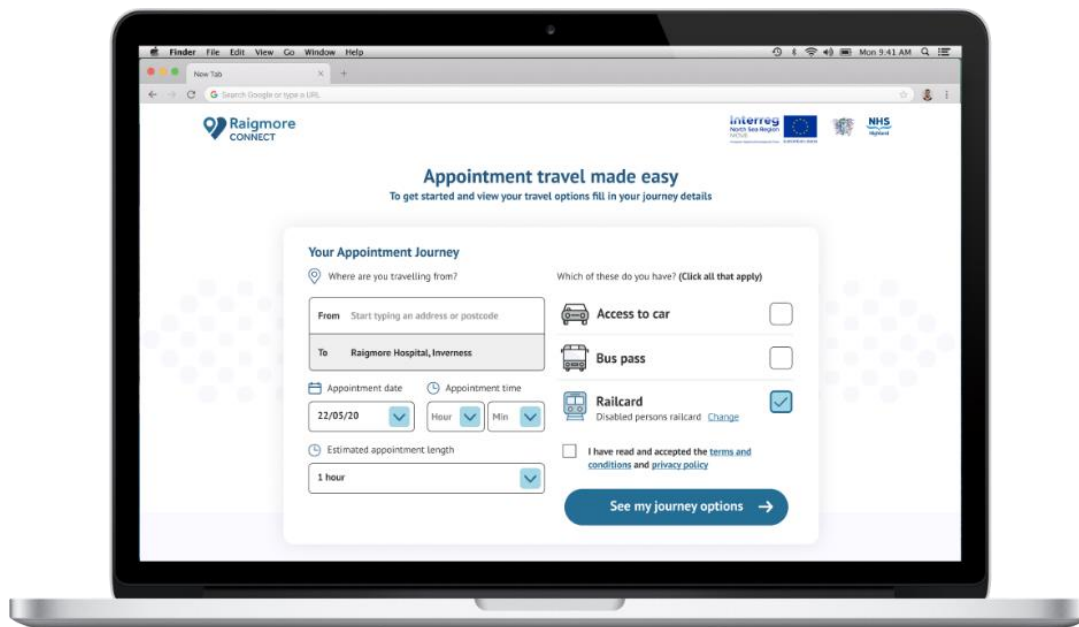 Finder File Edit View Go Window Help
Mon 9:41 AM
New Tab
Search Google or type a URL
Raigmore
CONNECT
Interreg
North Sea Region
EUROPEAN UNION
NHS
Highland
Appointment travel made easy
To get started and view your travel options fill in your journey details
Your Appointment Journey
Where are you travelling from?
From Start typing an address or postcode
To Raigmore Hospital, Inverness
Appointment date
Appointment time
22/05/20
Hour
Min
Estimated appointment length
1 hour
Which of these do you have? (Click all that apply)
Access to car
Bus pass
Railcard
Disabled persons railcard Change
I have read and accepted the terms and
conditions and privacy policy
See my journey options